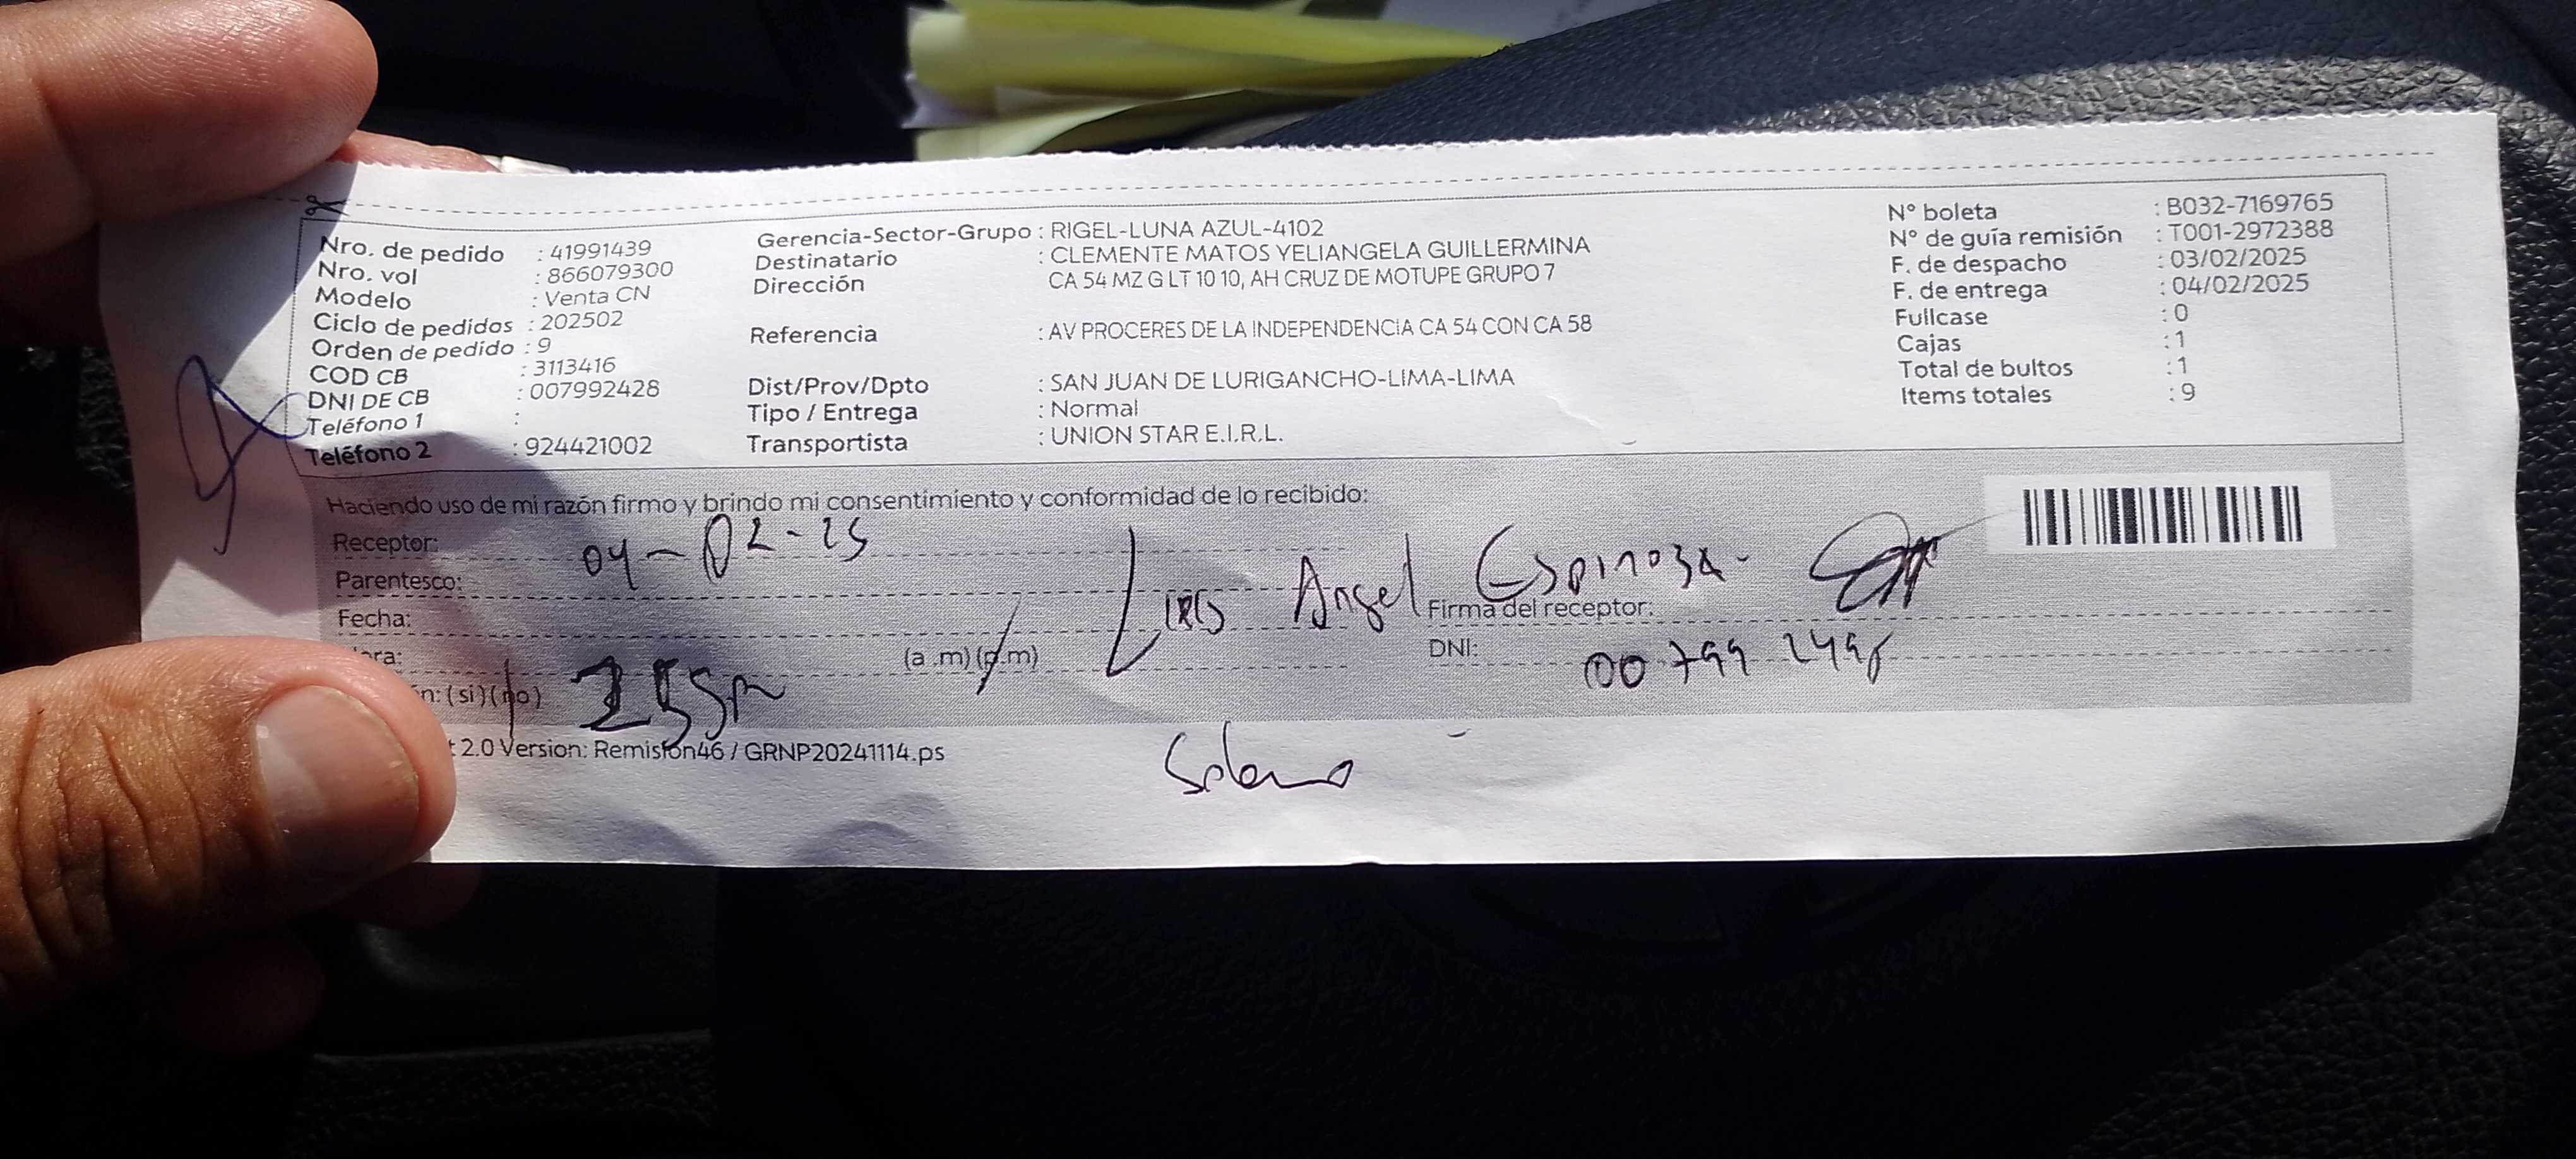 Nro. de pedido : 41991439
Nro. vol : 866079300
Modelo : Venta CN
Ciclo de pedidos : 202502
Orden de pedido : 9
COD CB : 3113416
DNI DE CB : 007992428
Teléfono 1 :
Teléfono 2 : 924421002
Gerencia-Sector-Grupo : RIGEL-LUNA AZUL-4102
Destinatario : CLEMENTE MATOS YELIANGELA GUILLERMINA
Dirección CA 54 MZ G LT 10 10, AH CRUZ DE MOTUPE GRUPO 7
Referencia : AV PROCERES DE LA INDEPENDENCIA CA 54 CON CA 58
Dist/Prov/Dpto : SAN JUAN DE LURIGANCHO-LIMA-LIMA
Tipo / Entrega : Normal
Transportista : UNION STAR E.I.R.L.
N° boleta : B032-7169765
N° de guía remisión : T001-2972388
F. de despacho : 03/02/2025
F. de entrega : 04/02/2025
Fullcase : 0
Cajas : 1
Total de bultos : 1
Items totales : 9
Haciendo uso de mi razón firmo y brindo mi consentimiento y conformidad de lo recibido:
Receptor:
04-02-25
Luis Angel Espinoza
Parentesco:
Fecha:
Firma del receptor:
ra:
(a .m) (p.m)
DNI:
n: (si) (no)
t 2.0 Version: Remision46 / GRNP20241114.ps